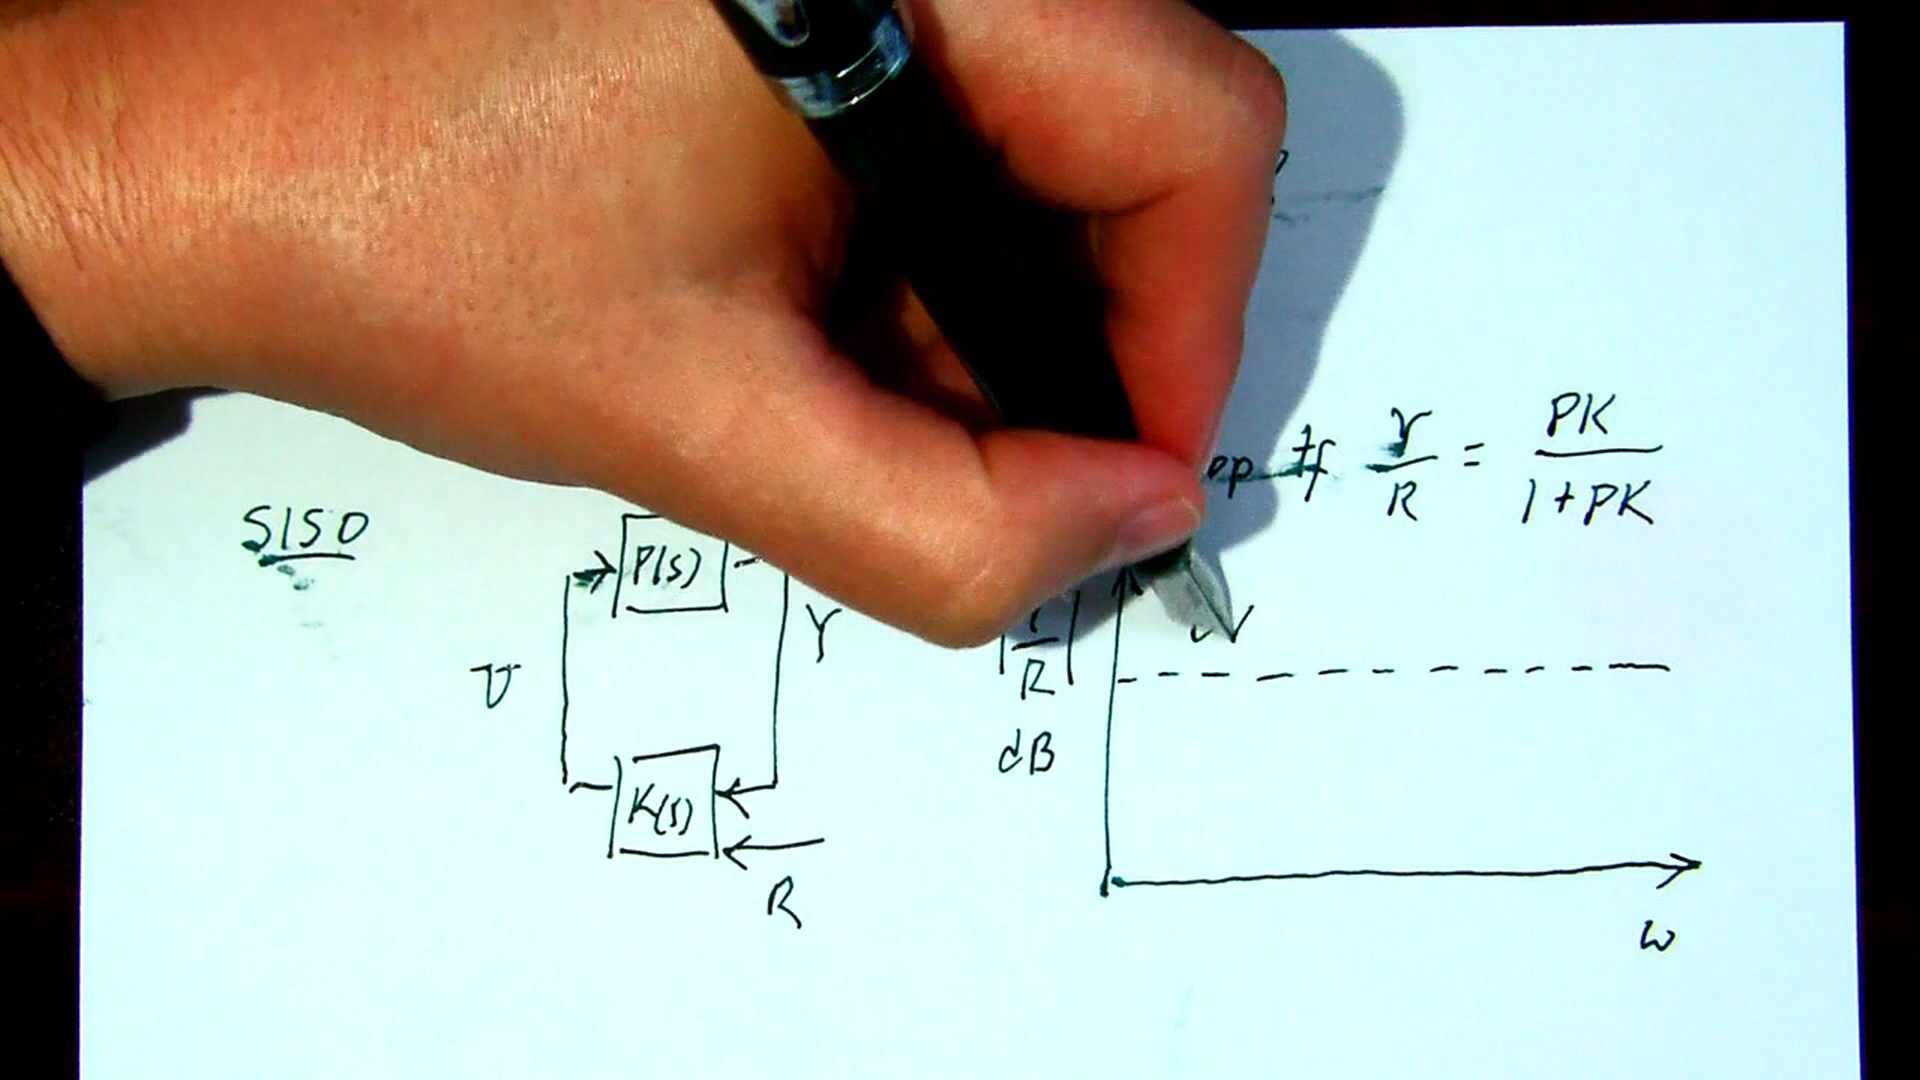 op tf Y/R = PK/1+PK
SISO
P(s)
Y
U
R
dB
K(s)
R
ω